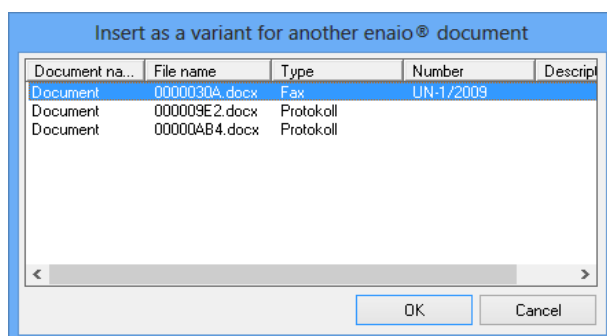 Insert as a variant for another enaio® document
Document na... File name Type Number Descript
Document 0000030A.docx Fax UN-1/2009
Document 000009E2.docx Protokoll
Document 00000AB4.docx Protokoll
OK Cancel